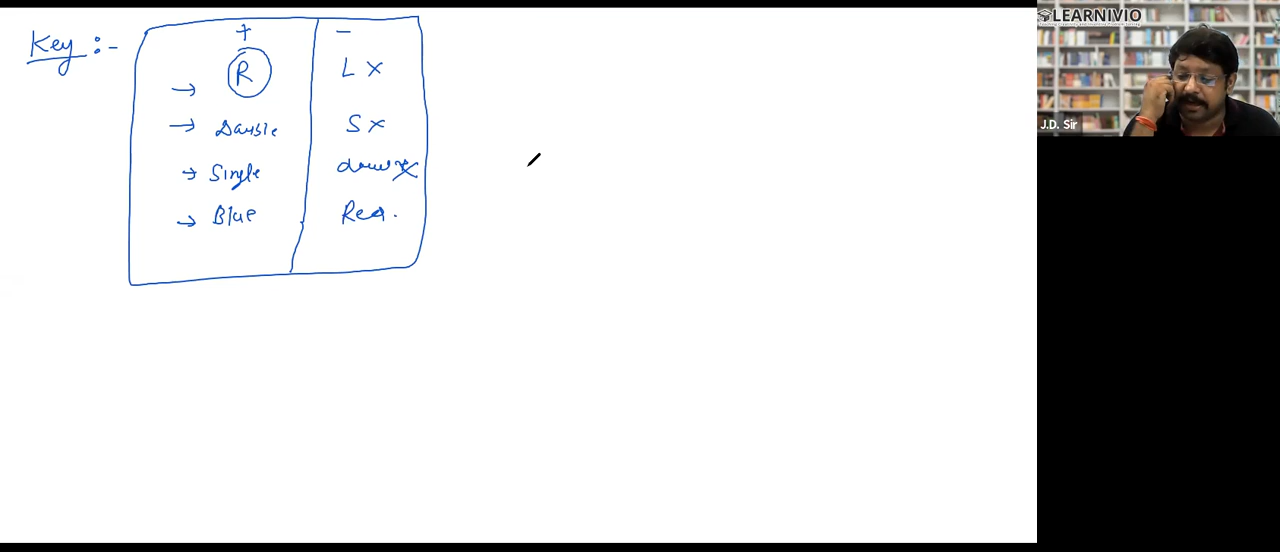 Key :-
+ -
→ R L ×
→ Double S ×
→ Single
→ Blue Red.
LEARNIVIO
J.D. Sir